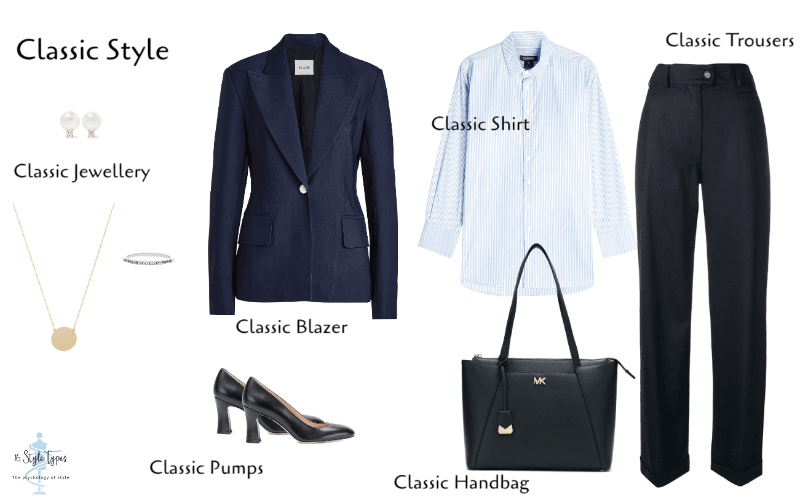 Classic Style
Classic Trousers
Classic Shirt
Classic Jewellery
Classic Blazer
MK
Classic Pumps
Classic Handbag
16 Style Types
The psychology of style